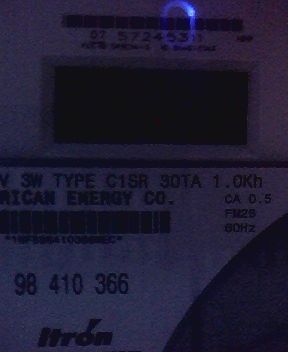 07 5724531
V 3W TYPE C1SR 30TA 1.0Kh
RICAN ENERGY CO.
CA 0.5
FM2S
60Hz
98 410 366
Itrón